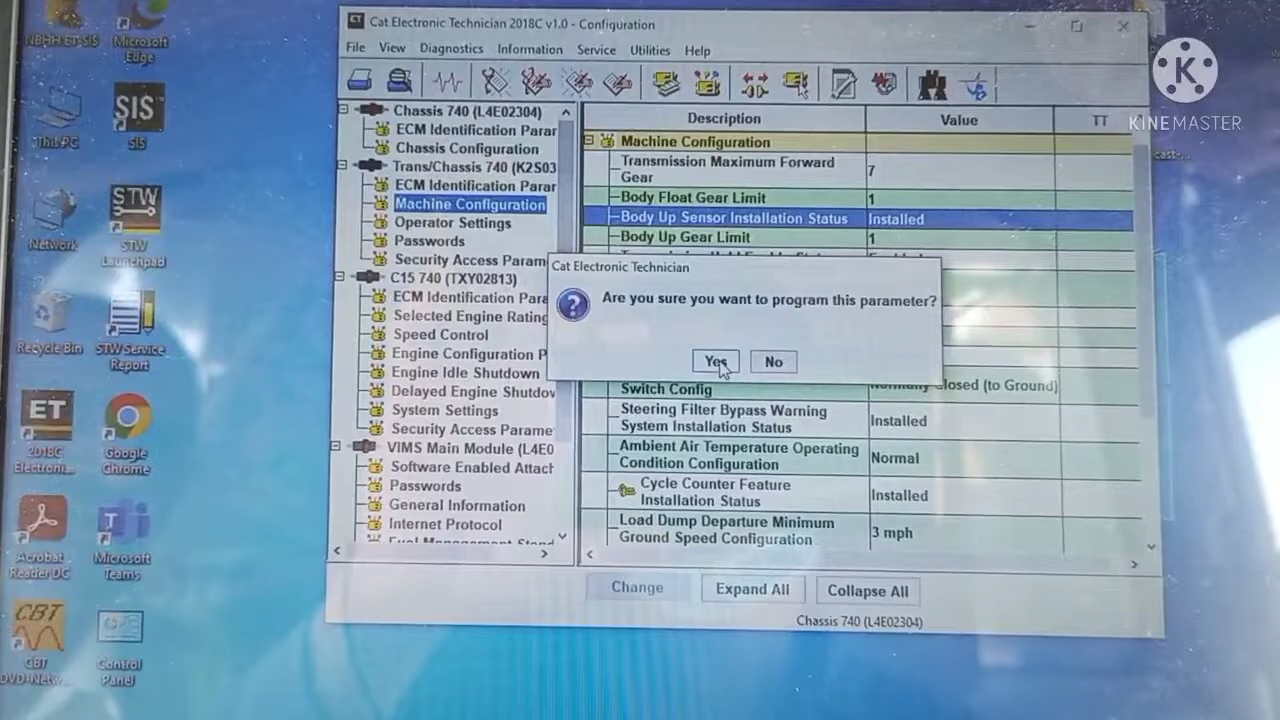 NBHH-ET-SIS
Microsoft
Edge
This PC
SIS
SIS
Network
STW
STW
Launchpad
Recycle Bin
STW Service
Report
ET
2018C
Electroni...
Google
Chrome
Acrobat
Reader DC
Microsoft
Teams
CBT
CBT
DVD-Netw...
Control
Panel
ET Cat Electronic Technician 2018C v1.0 - Configuration
File View Diagnostics Information Service Utilities Help
Chassis 740 (L4E02304)
ECM Identification Parar
Chassis Configuration
Trans/Chassis 740 (K2S03
ECM Identification Parar
Machine Configuration
Operator Settings
Passwords
Security Access Param
C15 740 (TXY02813)
ECM Identification Para
Selected Engine Rating
Speed Control
Engine Configuration P
Engine Idle Shutdown
Delayed Engine Shutdov
System Settings
Security Access Parame
VIMS Main Module (L4E0
Software Enabled Attach
Passwords
General Information
Internet Protocol
Description Value TT
Machine Configuration
Transmission Maximum Forward
Gear 7
Body Float Gear Limit 1
Body Up Sensor Installation Status Installed
Body Up Gear Limit 1
Cat Electronic Technician
Are you sure you want to program this parameter?
Yes No
Switch Config Normally Closed (to Ground)
Steering Filter Bypass Warning
System Installation Status Installed
Ambient Air Temperature Operating
Condition Configuration Normal
Cycle Counter Feature
Installation Status Installed
Load Dump Departure Minimum
Ground Speed Configuration 3 mph
Change Expand All Collapse All
Chassis 740 (L4E02304)
K
KINEMASTER
cast-...